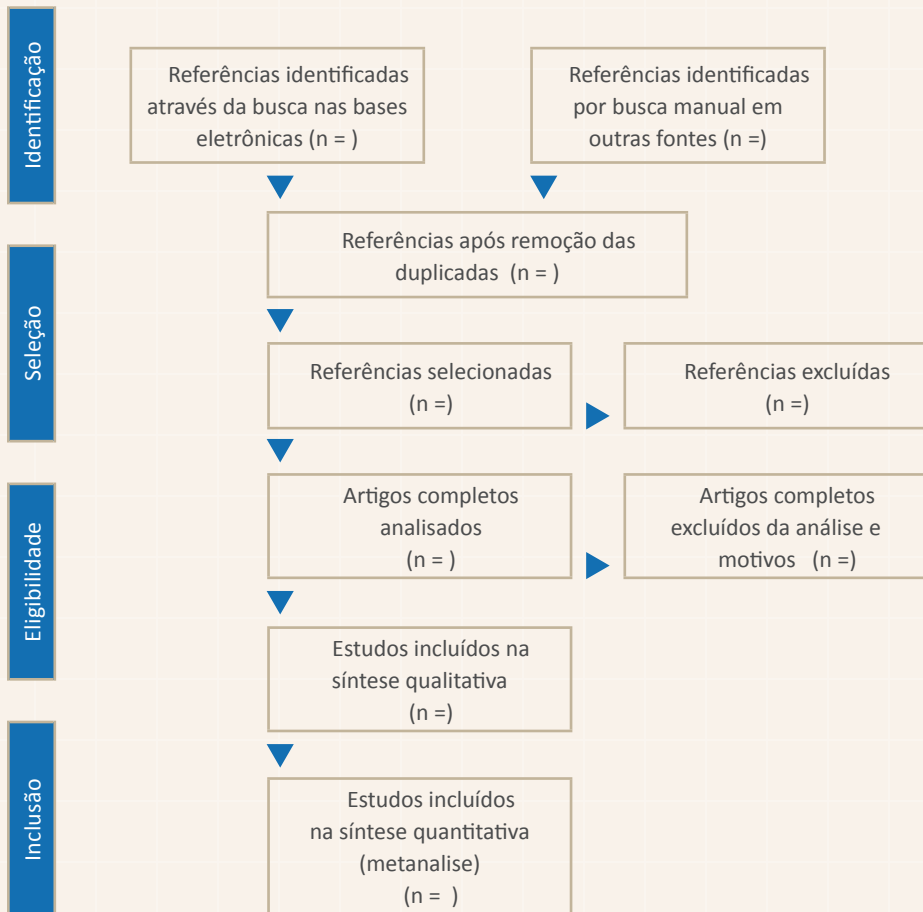 Identificação
Referências identificadas
através da busca nas bases
eletrônicas (n = )
Referências identificadas
por busca manual em
outras fontes (n =)
Referências após remoção das
duplicadas (n = )
Seleção
Referências selecionadas
(n =)
Referências excluídas
(n =)
Eligibilidade
Artigos completos
analisados
(n = )
Artigos completos
excluídos da análise e
motivos (n =)
Estudos incluídos na
síntese qualitativa
(n =)
Inclusão
Estudos incluídos
na síntese quantitativa
(metanalise)
(n = )